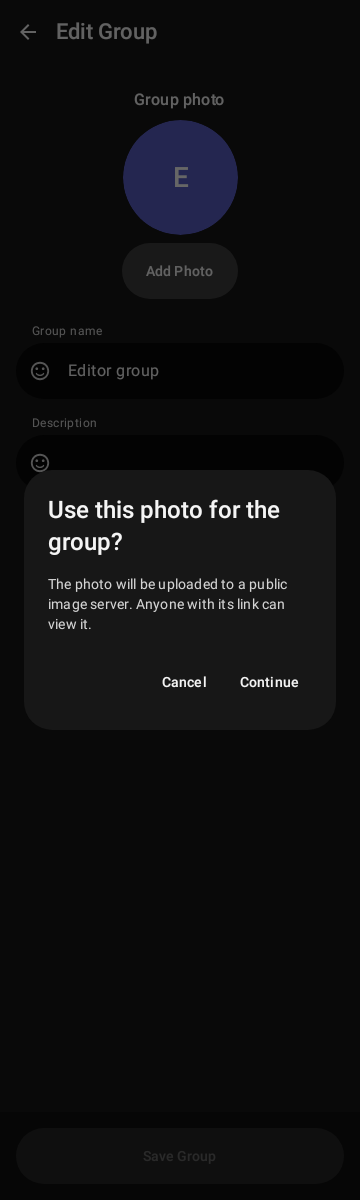 Edit Group
Group photo
E
Add Photo
Group name
Editor group
Description
Use this photo for the
group?
The photo will be uploaded to a public
image server. Anyone with its link can
view it.
Cancel
Continue
Save Group